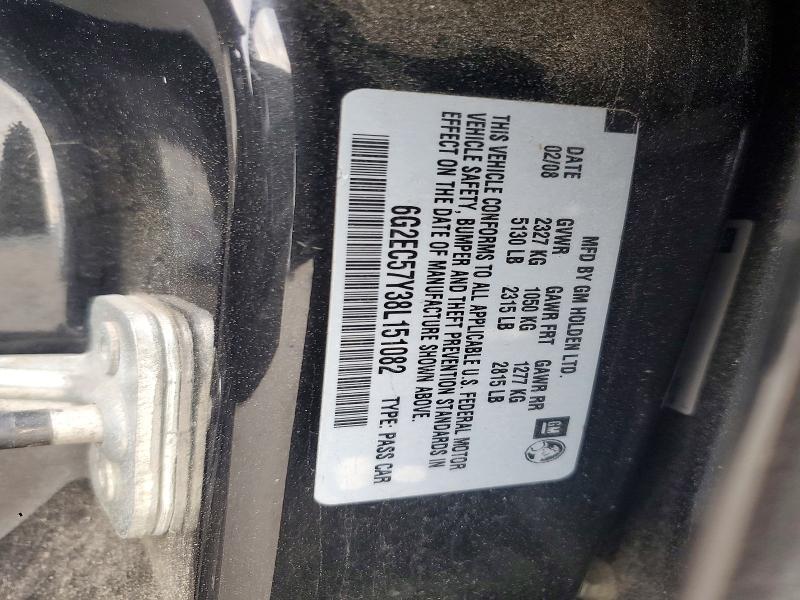 MFD BY GM HOLDEN LTD.
DATE GVWR GAWR FRT GAWR RR
02/08 2327 KG 1050 KG 1277 KG
5130 LB 2315 LB 2815 LB
GM
THIS VEHICLE CONFORMS TO ALL APPLICABLE U.S. FEDERAL MOTOR
VEHICLE SAFETY, BUMPER AND THEFT PREVENTION STANDARDS IN
EFFECT ON THE DATE OF MANUFACTURE SHOWN ABOVE.
6G2EC57Y38L151082 TYPE: PASS CAR